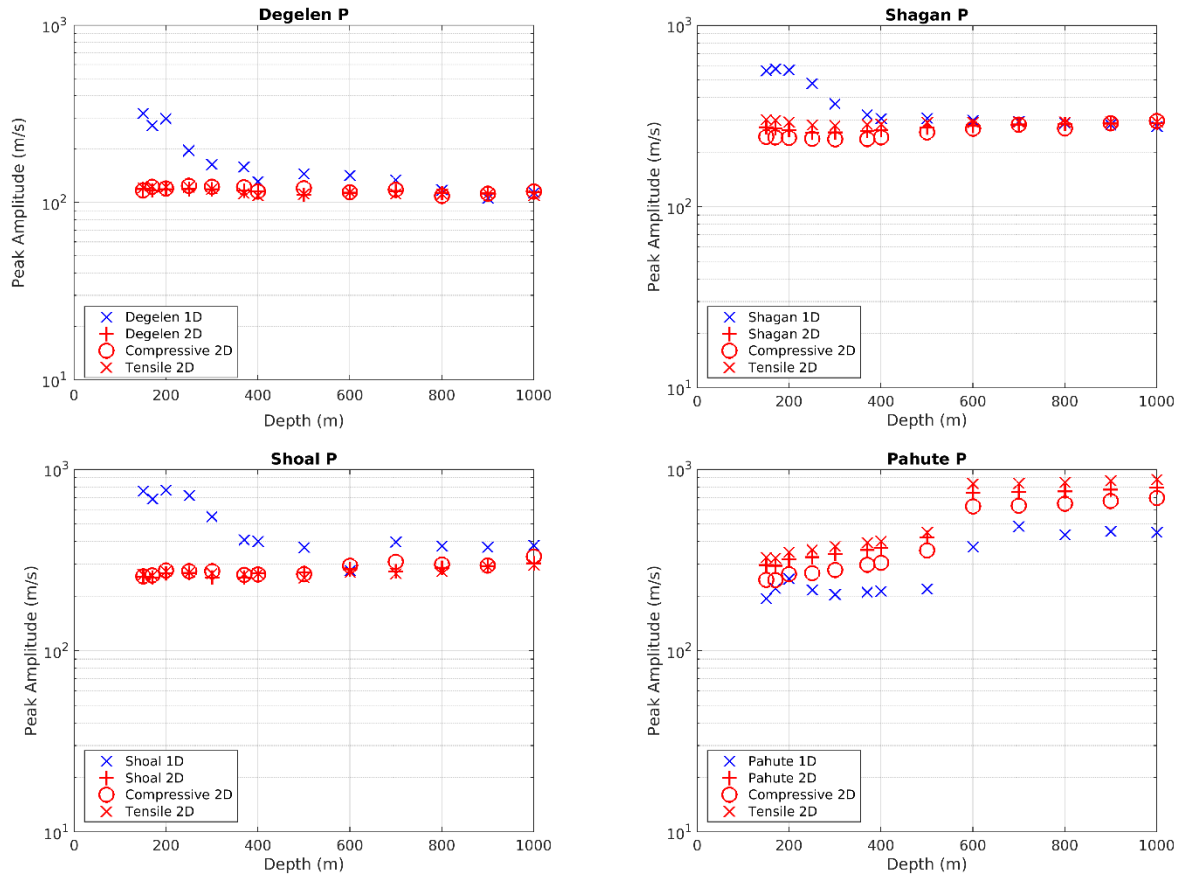 Degelen P
10^3
10^2
10^1
Peak Amplitude (m/s)
Degelen 1D
Degelen 2D
Compressive 2D
Tensile 2D
0 200 400 600 800 1000
Depth (m)
Shagan P
10^3
10^2
10^1
Peak Amplitude (m/s)
Shagan 1D
Shagan 2D
Compressive 2D
Tensile 2D
0 200 400 600 800 1000
Depth (m)
Shoal P
10^3
10^2
10^1
Peak Amplitude (m/s)
Shoal 1D
Shoal 2D
Compressive 2D
Tensile 2D
0 200 400 600 800 1000
Depth (m)
Pahute P
10^3
10^2
10^1
Peak Amplitude (m/s)
Pahute 1D
Pahute 2D
Compressive 2D
Tensile 2D
0 200 400 600 800 1000
Depth (m)